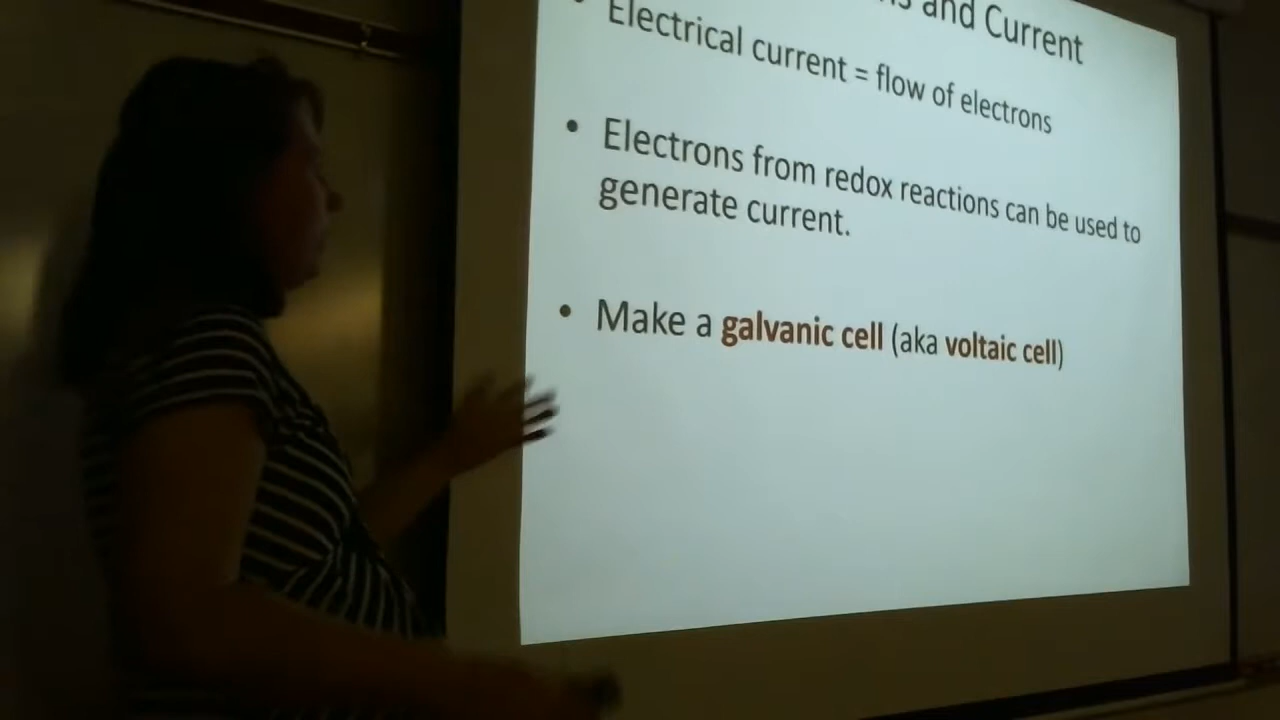 and Current
• Electrical current = flow of electrons
• Electrons from redox reactions can be used to
generate current.
• Make a galvanic cell (aka voltaic cell)